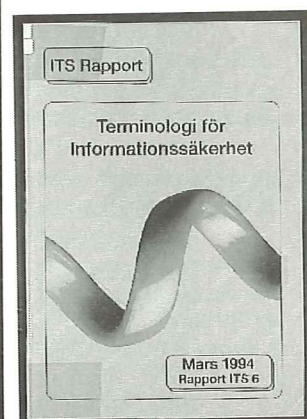 ITS Rapport
Terminologi för
Informationssäkerhet
Mars 1994
Rapport ITS 6